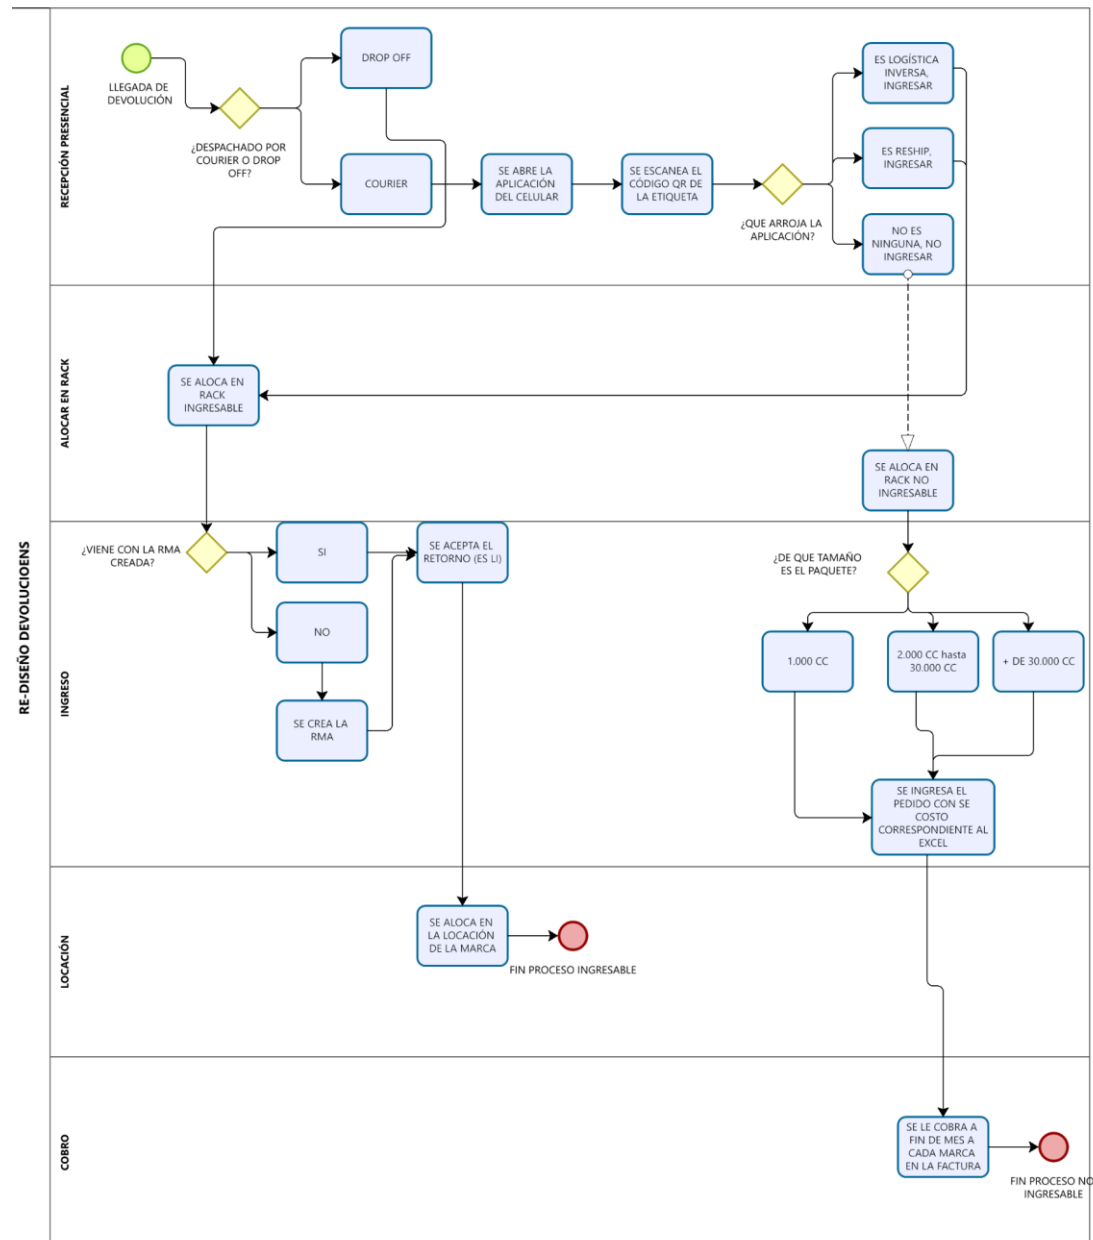 RE-DISEÑO DEVOLUCIOENS
RECEPCIÓN PRESENCIAL
LLEGADA DE
DEVOLUCIÓN
¿DESPACHADO POR
COURIER O DROP
OFF?
DROP OFF
COURIER
SE ABRE LA
APLICACIÓN
DEL CELULAR
SE ESCANEA EL
CÓDIGO QR DE
LA ETIQUETA
¿QUE ARROJA LA
APLICACIÓN?
ES LOGÍSTICA
INVERSA,
INGRESAR
ES RESHIP,
INGRESAR
NO ES
NINGUNA, NO
INGRESAR
ALOCAR EN RACK
SE ALOCA EN
RACK
INGRESABLE
SE ALOCA EN
RACK NO
INGRESABLE
INGRESO
¿VIENE CON LA RMA
CREADA?
SI
NO
SE CREA LA
RMA
SE ACEPTA EL
RETORNO (ES LI)
¿DE QUE TAMAÑO
ES EL PAQUETE?
1.000 CC
2.000 CC hasta
30.000 CC
+ DE 30.000 CC
SE INGRESA EL
PEDIDO CON SE
COSTO
CORRESPONDIENTE AL
EXCEL
LOCACIÓN
SE ALOCA EN
LA LOCACIÓN
DE LA MARCA
FIN PROCESO INGRESABLE
COBRO
SE LE COBRA A
FIN DE MES A
CADA MARCA
EN LA FACTURA
FIN PROCESO NO
INGRESABLE